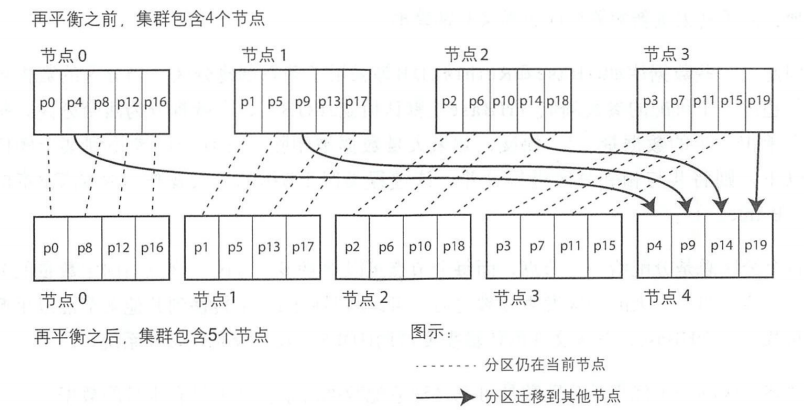 再平衡之前，集群包含4个节点
节点0 节点1 节点2 节点3
p0 p4 p8 p12 p16 p1 p5 p9 p13 p17 p2 p6 p10 p14 p18 p3 p7 p11 p15 p19
p0 p8 p12 p16 p1 p5 p13 p17 p2 p6 p10 p18 p3 p7 p11 p15 p4 p9 p14 p19
节点0 节点1 节点2 节点3 节点4
再平衡之后，集群包含5个节点
图示：
分区仍在当前节点
分区迁移到其他节点